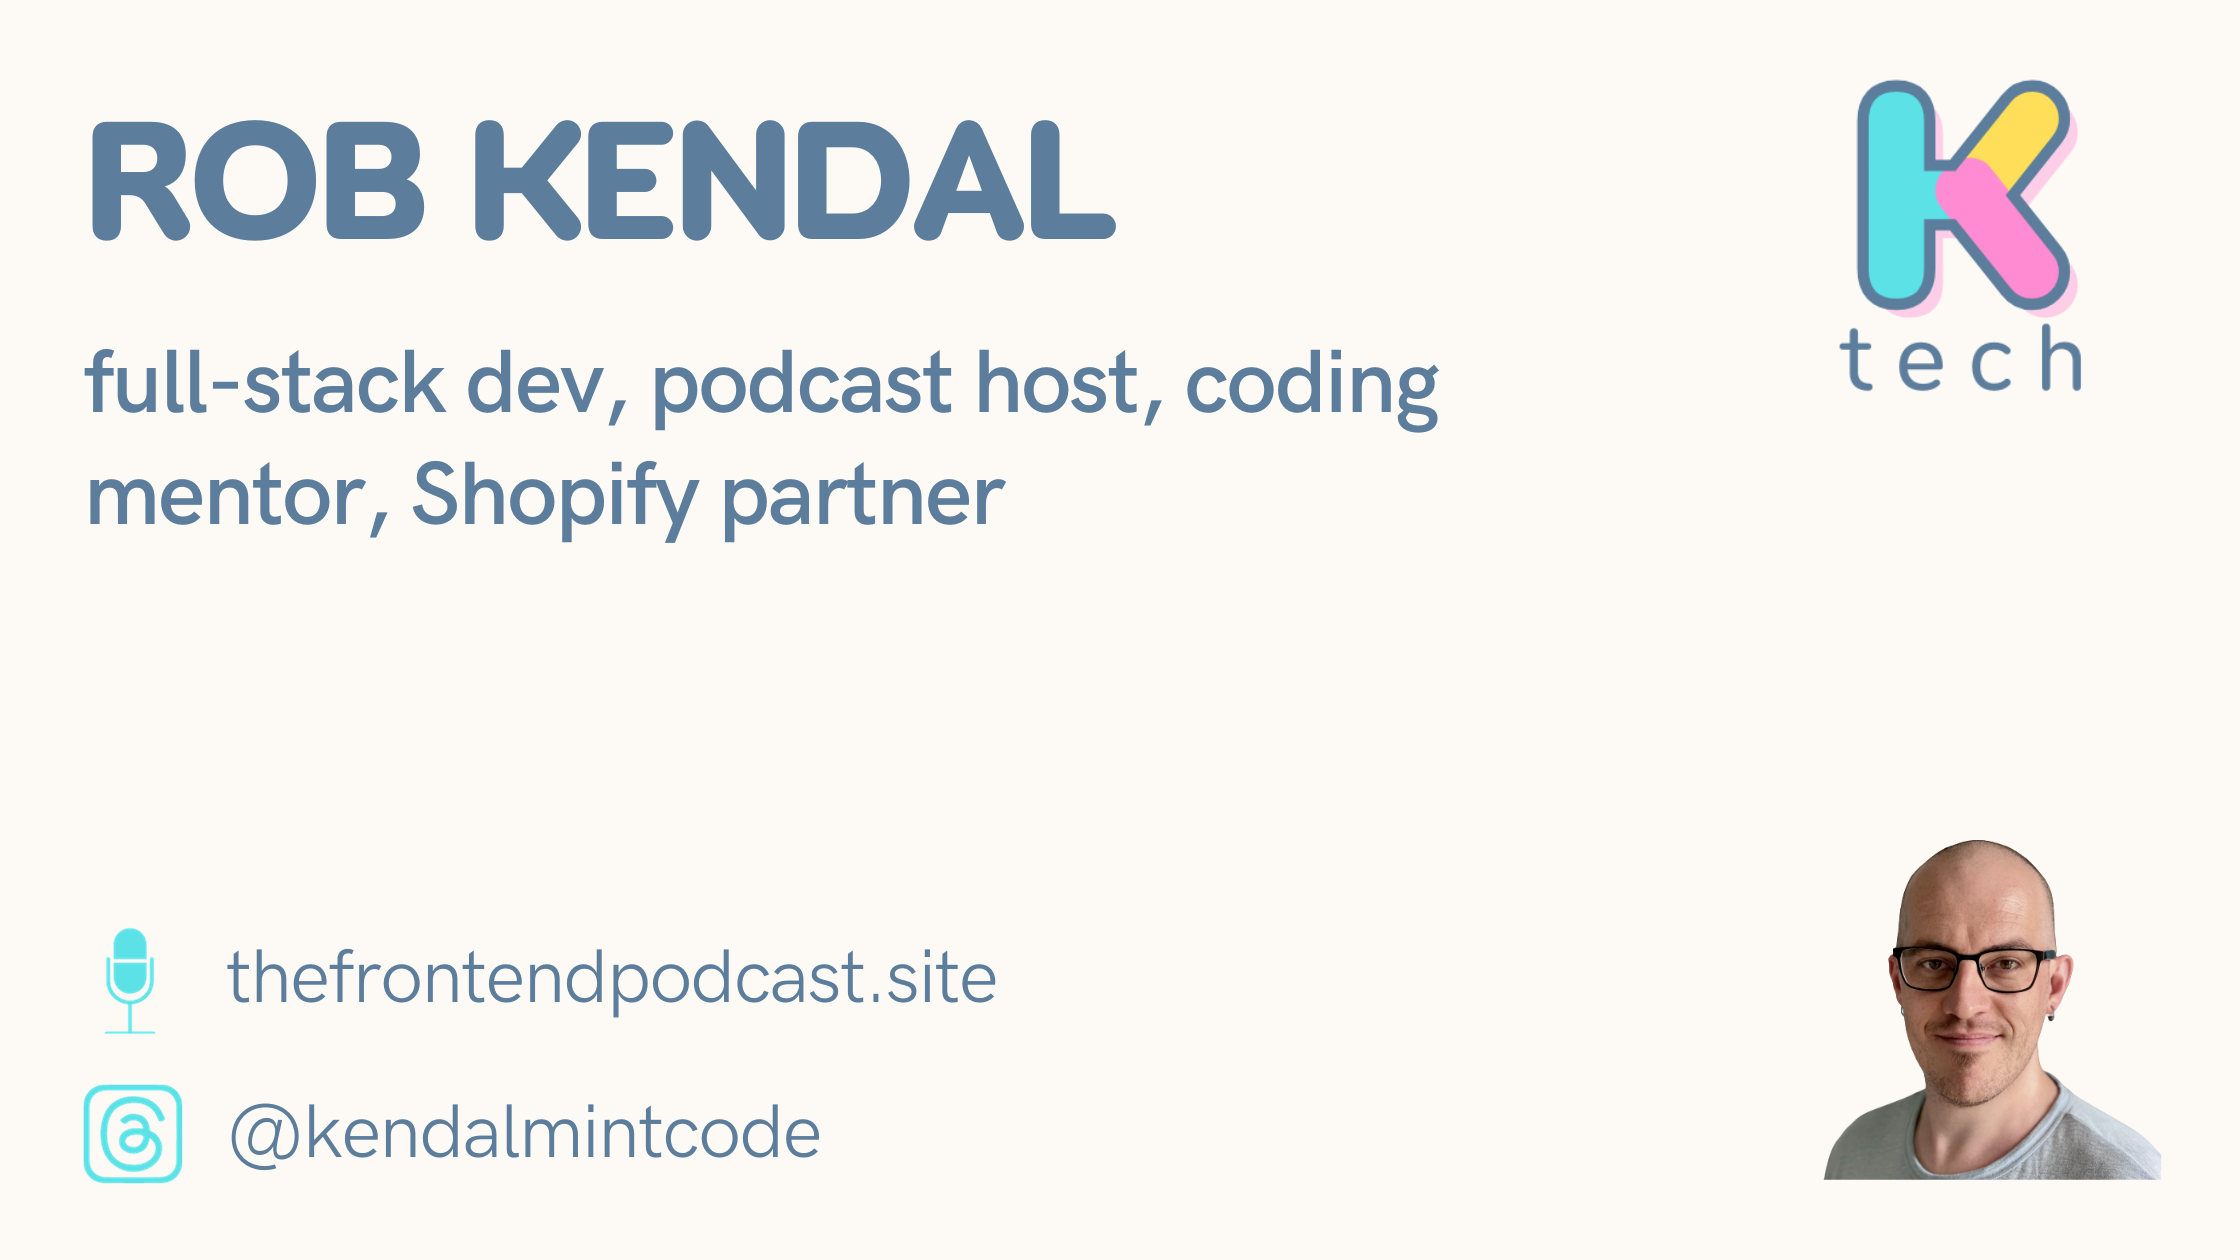 ROB KENDAL
K
tech
full-stack dev, podcast host, coding
mentor, Shopify partner
thefrontendpodcast.site
@kendalmintcode